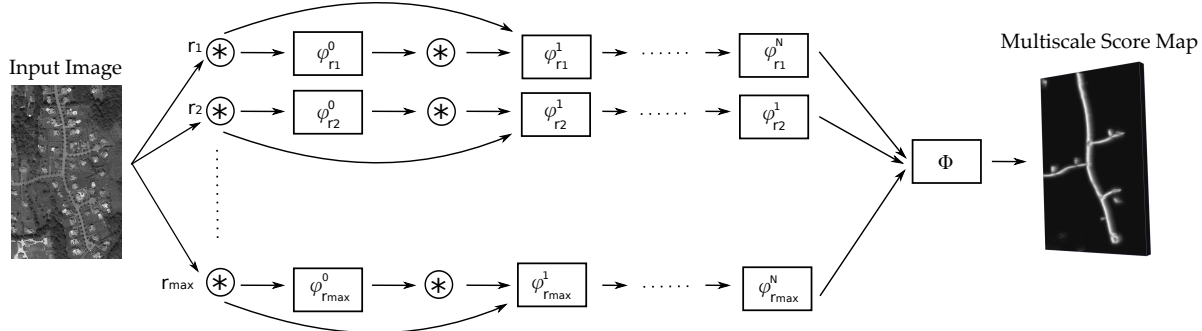 Input Image
r1 * φ⁰r1 * φ¹r1 ...... φᴺr1
r2 * φ⁰r2 * φ¹r2 ...... φ¹r2
rmax * φ⁰rmax * φ¹rmax ...... φᴺrmax
Φ
Multiscale Score Map